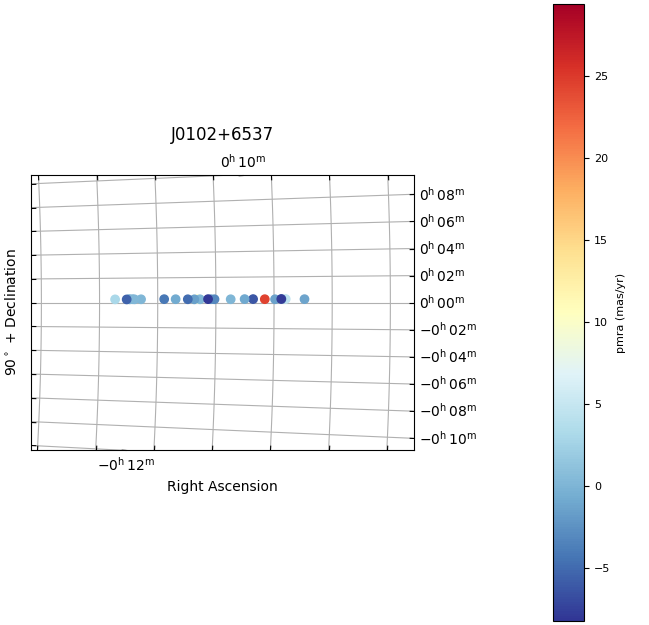 J0102+6537
0ʰ 10ᵐ
0ʰ 08ᵐ
0ʰ 06ᵐ
0ʰ 04ᵐ
0ʰ 02ᵐ
0ʰ 00ᵐ
−0ʰ 02ᵐ
−0ʰ 04ᵐ
−0ʰ 06ᵐ
−0ʰ 08ᵐ
−0ʰ 10ᵐ
−0ʰ 12ᵐ
Right Ascension
90° + Declination
25
20
15
10
5
0
−5
pmra (mas/yr)